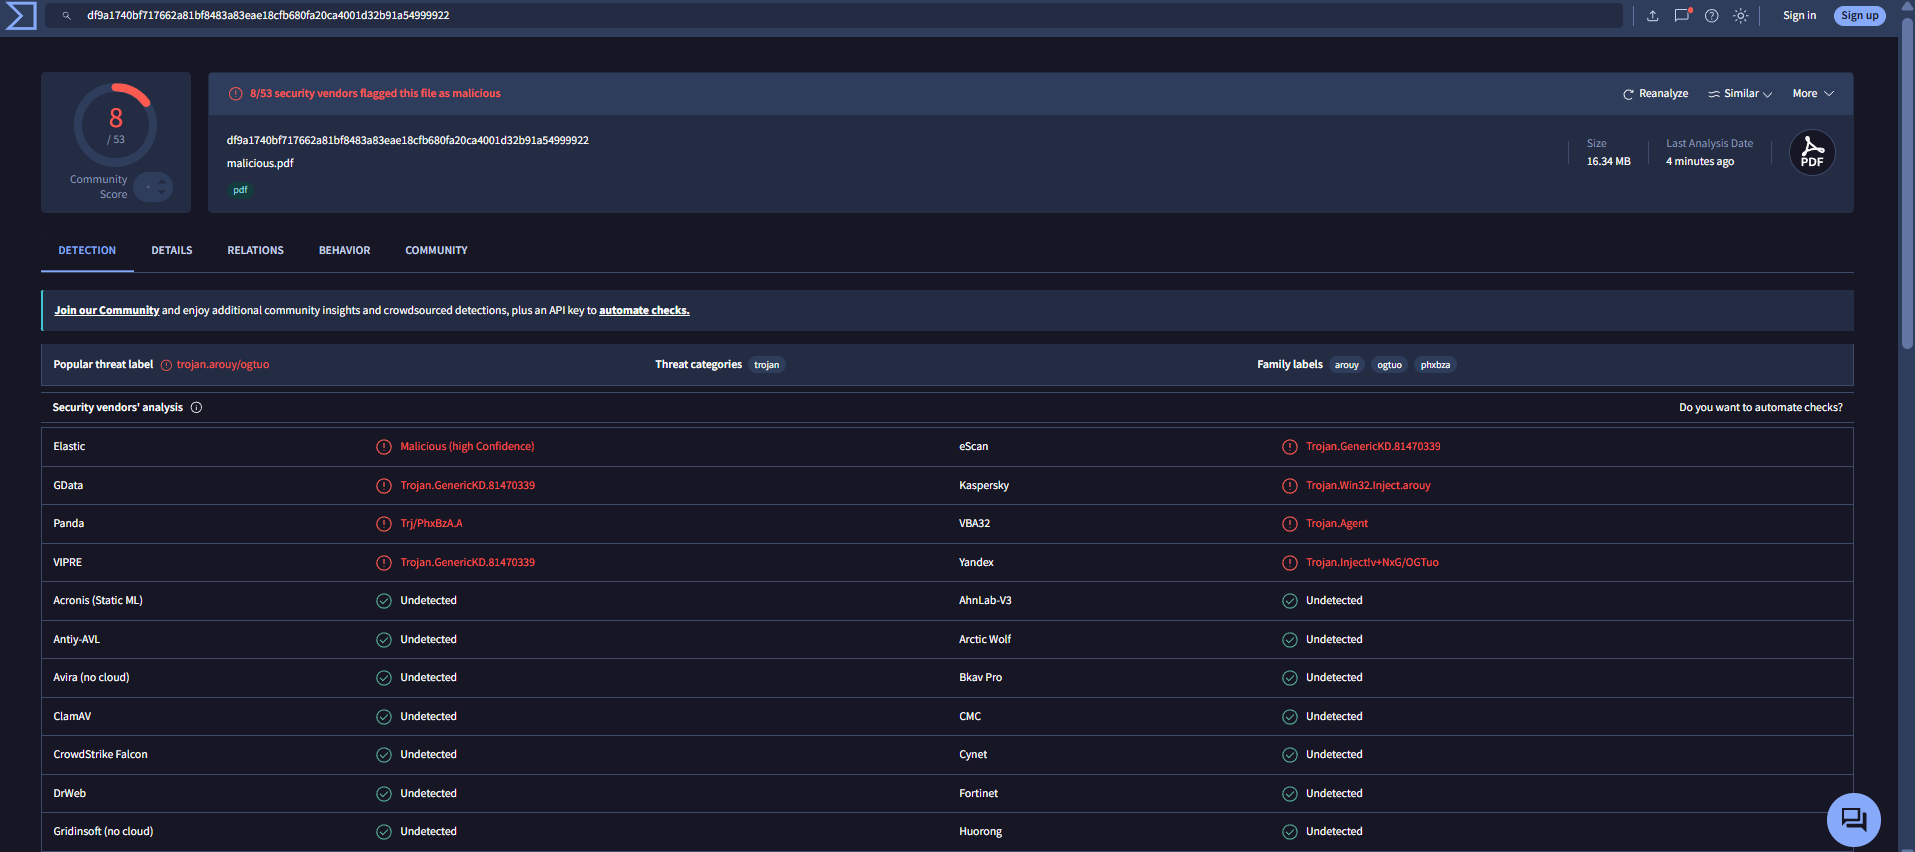 df9a1740bf717662a81bf8483a83eae18cfb680fa20ca4001d32b91a54999922
Sign in
Sign up
8
/ 53
Community
Score
8/53 security vendors flagged this file as malicious
Reanalyze
Similar
More
df9a1740bf717662a81bf8483a83eae18cfb680fa20ca4001d32b91a54999922
malicious.pdf
pdf
Size
16.34 MB
Last Analysis Date
4 minutes ago
PDF
DETECTION
DETAILS
RELATIONS
BEHAVIOR
COMMUNITY
Join our Community and enjoy additional community insights and crowdsourced detections, plus an API key to automate checks.
Popular threat label trojan.arouy/ogtuo
Threat categories trojan
Family labels arouy ogtuo phxbza
Security vendors' analysis
Do you want to automate checks?
Elastic Malicious (high Confidence) eScan Trojan.GenericKD.81470339
GData Trojan.GenericKD.81470339 Kaspersky Trojan.Win32.Inject.arouy
Panda Trj/PhxBzA.A VBA32 Trojan.Agent
VIPRE Trojan.GenericKD.81470339 Yandex Trojan.Inject!v+NxG/OGTuo
Acronis (Static ML) Undetected AhnLab-V3 Undetected
Antiy-AVL Undetected Arctic Wolf Undetected
Avira (no cloud) Undetected Bkav Pro Undetected
ClamAV Undetected CMC Undetected
CrowdStrike Falcon Undetected Cynet Undetected
DrWeb Undetected Fortinet Undetected
Gridinsoft (no cloud) Undetected Huorong Undetected